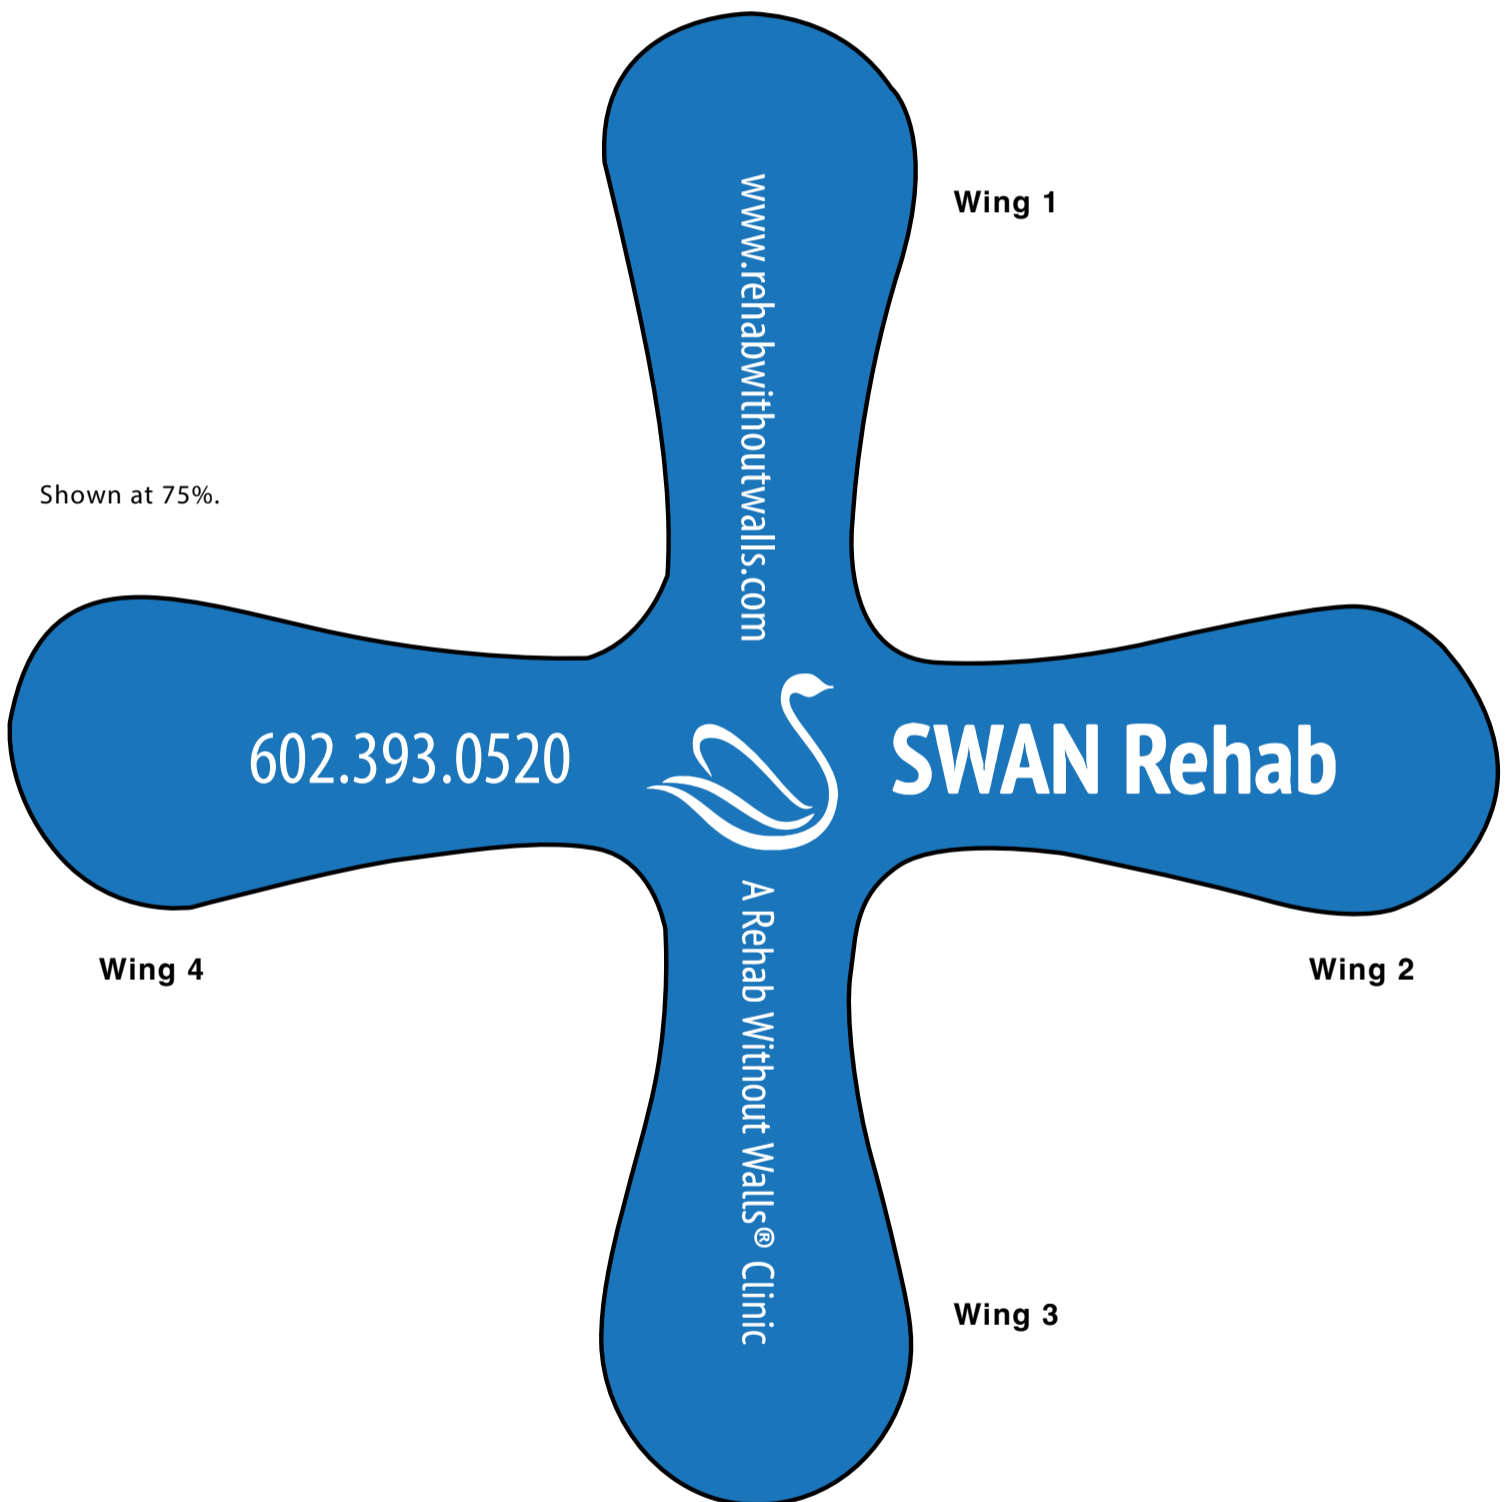 www.rehabwithoutwalls.com
Wing 1
Shown at 75%.
602.393.0520
SWAN Rehab
A Rehab Without Walls® Clinic
Wing 4
Wing 2
Wing 3